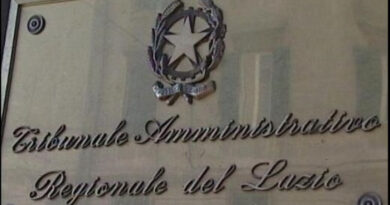 Tribunale Amministrativo
Regionale del Lazio